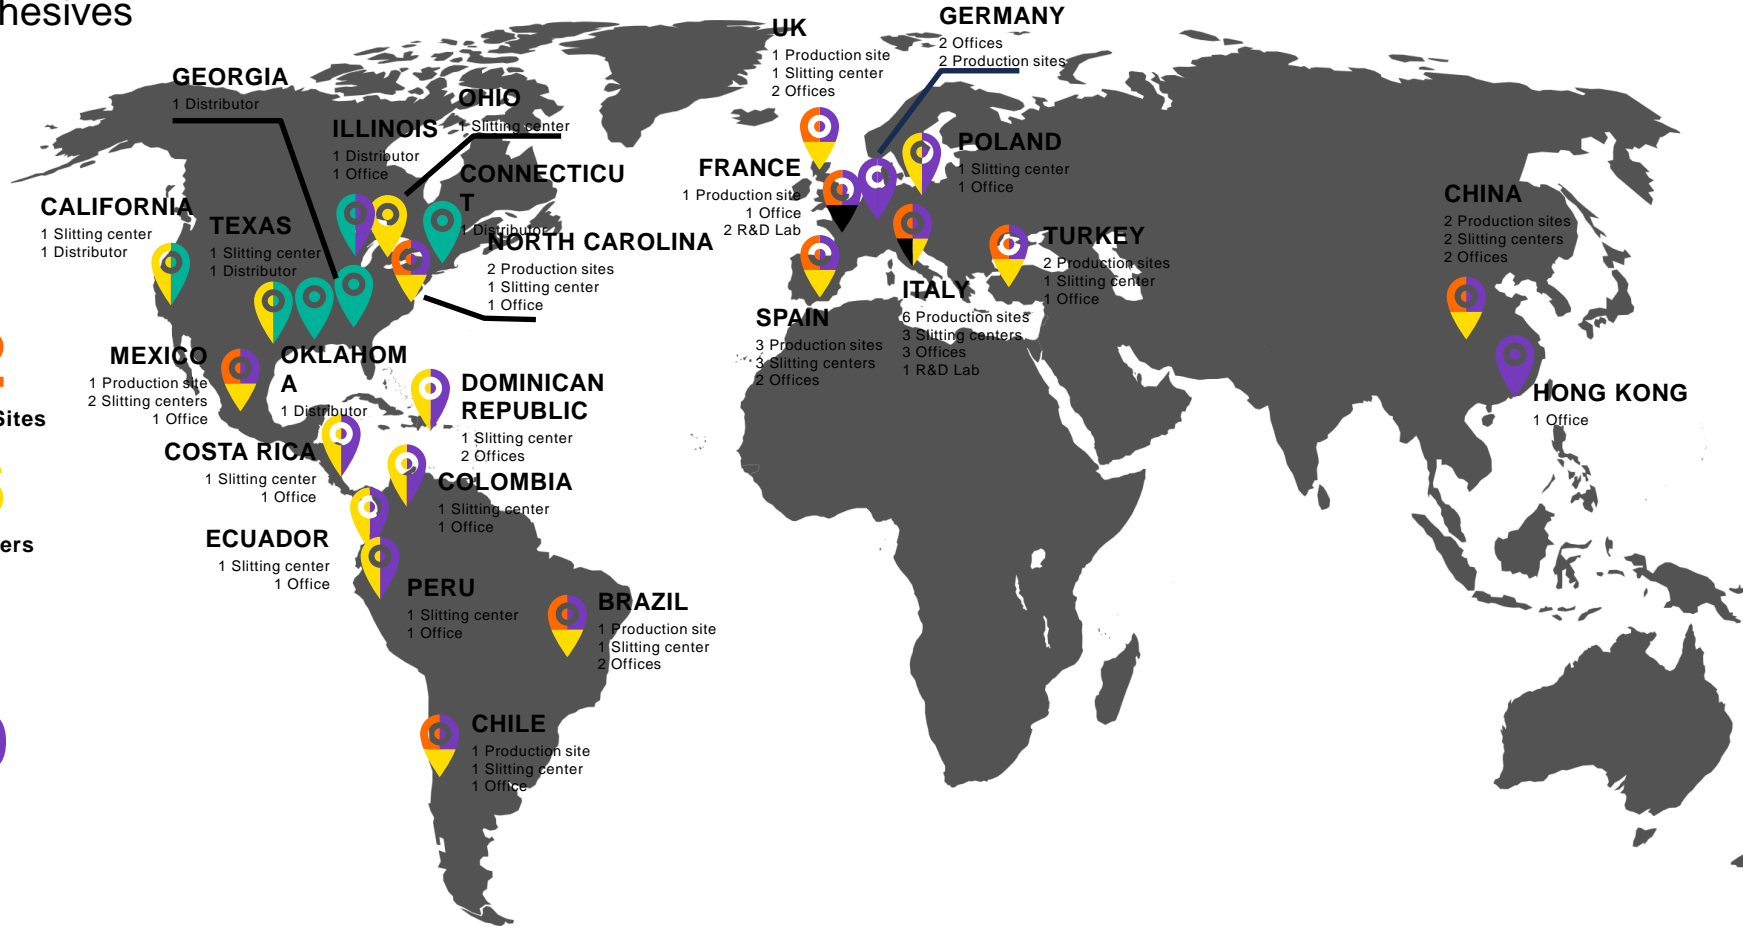 hesives
GEORGIA
1 Distributor
OHIO
1 Slitting center
ILLINOIS
1 Distributor
1 Office
CONNECTICU
T
1 Distributor
CALIFORNIA
1 Slitting center
1 Distributor
TEXAS
1 Slitting center
1 Distributor
NORTH CAROLINA
2 Production sites
1 Slitting center
1 Office
MEXICO
1 Production site
2 Slitting centers
1 Office
OKLAHOM
A
1 Distributor
DOMINICAN
REPUBLIC
1 Slitting center
2 Offices
COSTA RICA
1 Slitting center
1 Office
COLOMBIA
1 Slitting center
1 Office
ECUADOR
1 Slitting center
1 Office
PERU
1 Slitting center
1 Office
BRAZIL
1 Production site
1 Slitting center
2 Offices
CHILE
1 Production site
1 Slitting center
1 Office
UK
1 Production site
1 Slitting center
2 Offices
GERMANY
2 Offices
2 Production sites
FRANCE
1 Production site
1 Office
2 R&D Lab
POLAND
1 Slitting center
1 Office
SPAIN
3 Production sites
3 Slitting centers
2 Offices
ITALY
6 Production sites
3 Slitting centers
3 Offices
1 R&D Lab
TURKEY
2 Production sites
1 Slitting center
1 Office
CHINA
2 Production sites
2 Slitting centers
2 Offices
HONG KONG
1 Office
Sites
ers